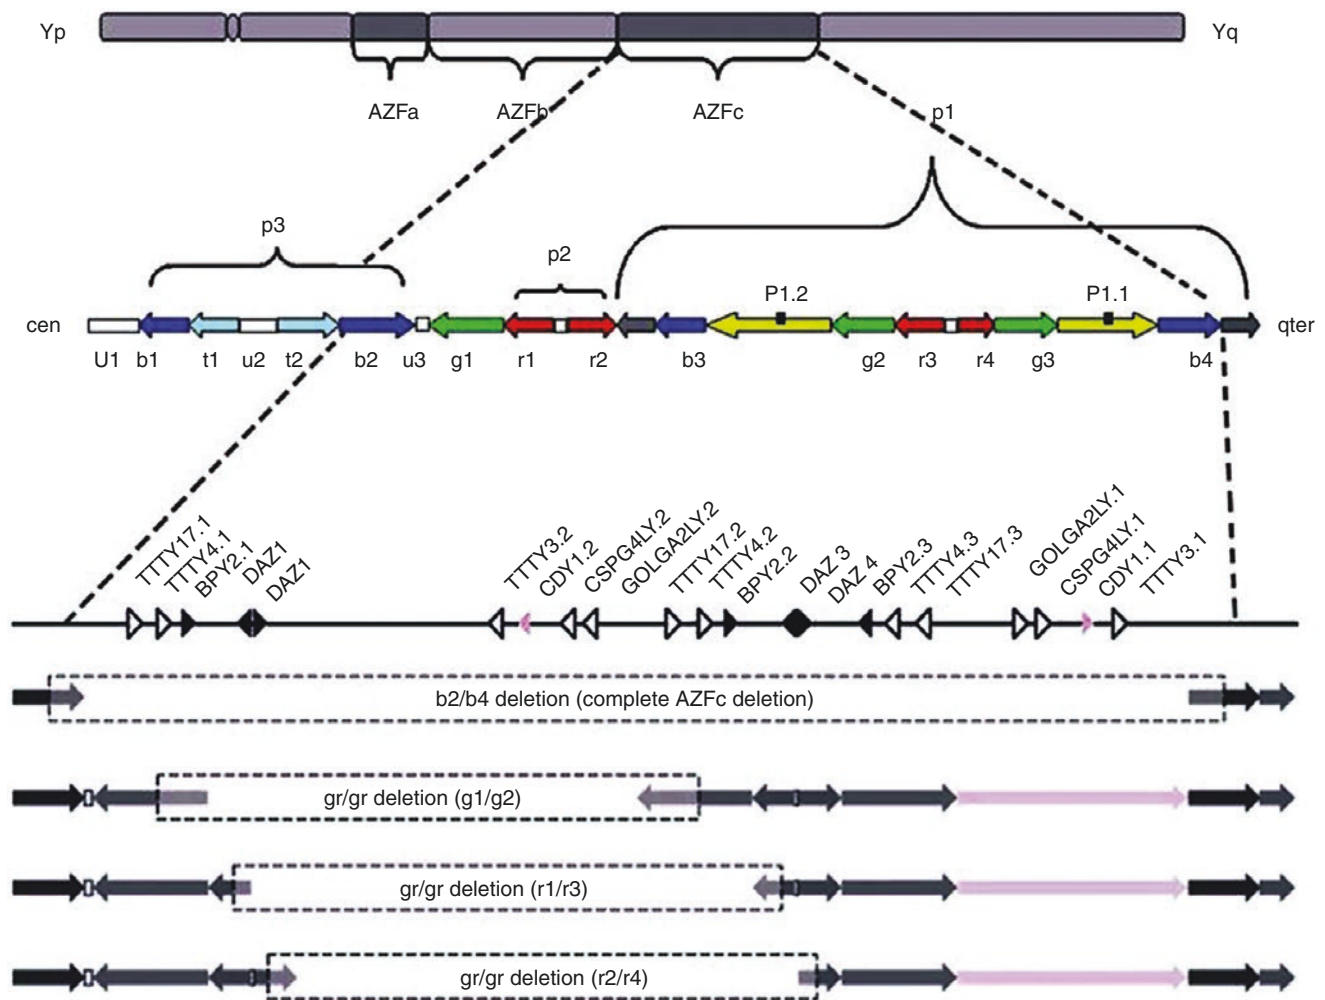 Yp
Yq
AZFa
AZFb
AZFc
p1
p3
p2
P1.2
P1.1
cen
qter
U1 b1 t1 u2 t2 b2 u3 g1 r1 r2 b3 g2 r3 r4 g3 b4
TTTY17.1
TTTY4.1
BPY2.1
DAZ1
DAZ1
TTTY3.2
CDY1.2
CSPG4LY.2
GOLGA2LY.2
TTTY17.2
TTTY4.2
BPY2.2
DAZ.3
DAZ.4
BPY2.3
TTTY4.3
TTTY17.3
GOLGA2LY.1
CSPG4LY.1
CDY1.1
TTTY3.1
b2/b4 deletion (complete AZFc deletion)
gr/gr deletion (g1/g2)
gr/gr deletion (r1/r3)
gr/gr deletion (r2/r4)